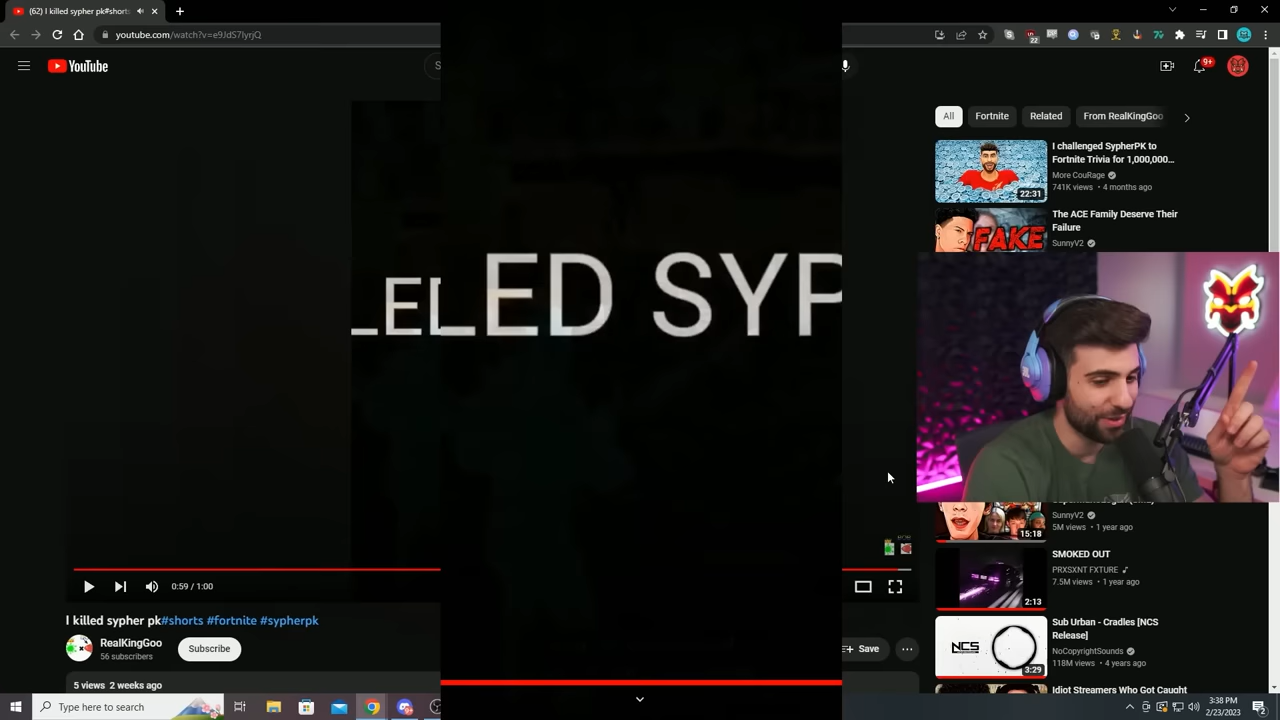 (62) I killed sypher pk#shorts
youtube.com/watch?v=e9JdS7IyrjQ
22
YouTube
9+
All
Fortnite
Related
From RealKingGoo
I challenged SypherPK to
Fortnite Trivia for 1,000,000...
More CouRage
741K views • 4 months ago
22:31
The ACE Family Deserve Their
Failure
SunnyV2
FAKE
LED SYP
SunnyV2
5M views • 1 year ago
15:18
SMOKED OUT
PRXSXNT FXTURE
7.5M views • 1 year ago
2:13
Sub Urban - Cradles [NCS
Release]
NoCopyrightSounds
118M views • 4 years ago
NCS
3:29
Idiot Streamers Who Got Caught
0:59 / 1:00
I killed sypher pk#shorts #fortnite #sypherpk
RealKingGoo
56 subscribers
Subscribe
Save
5 views 2 weeks ago
Type here to search
3:38 PM
2/23/2023
2